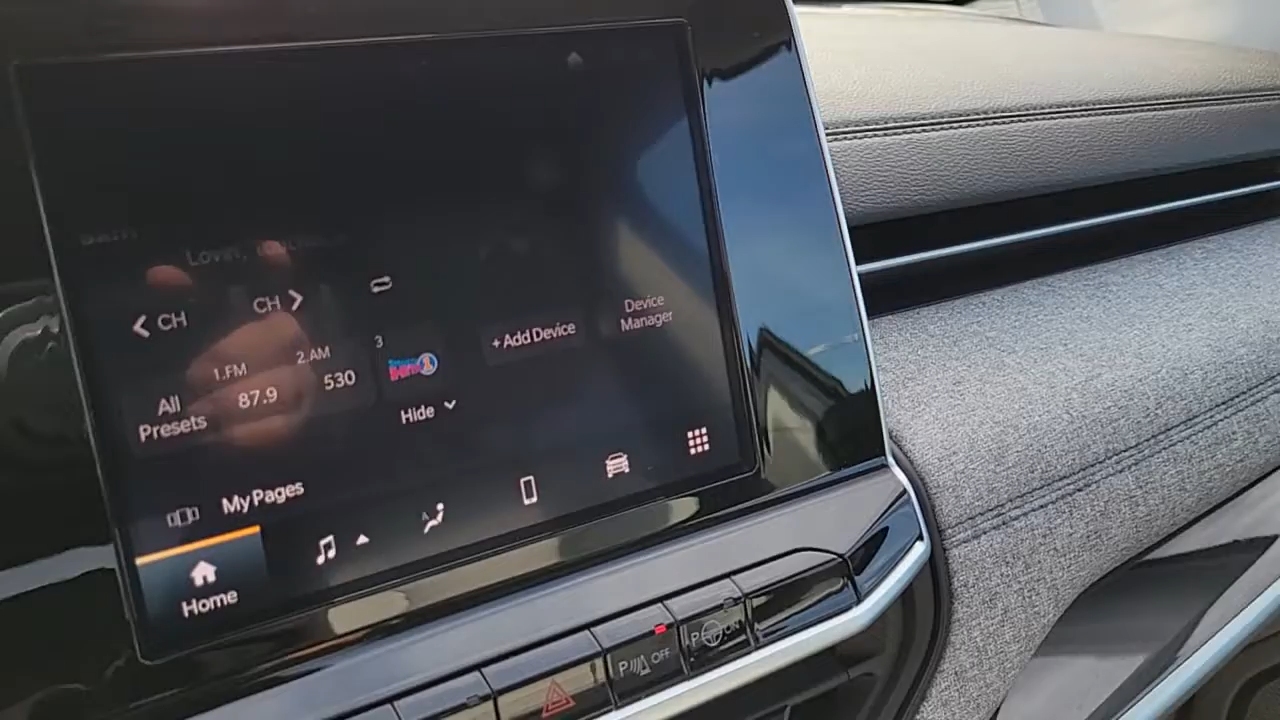 CH
CH
1.FM
87.9
2.AM
530
3
All
Presets
Hide
+ Add Device
Device
Manager
My Pages
Home
P OFF
P ON